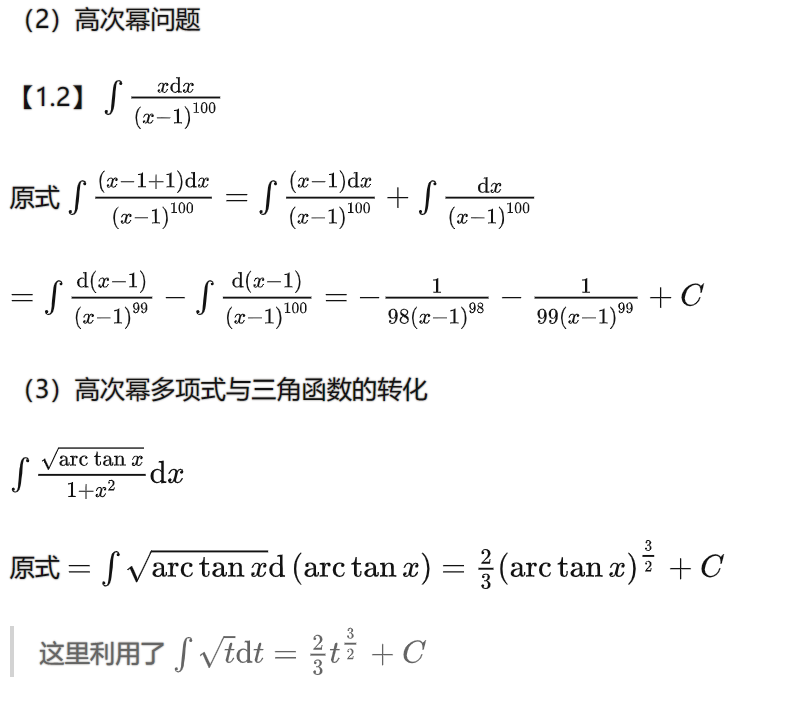 （2）高次幂问题
【1.2】 $\int \frac{x\mathrm{d}x}{(x-1)^{100}}$
原式 $\int \frac{(x-1+1)\mathrm{d}x}{(x-1)^{100}} = \int \frac{(x-1)\mathrm{d}x}{(x-1)^{100}} + \int \frac{\mathrm{d}x}{(x-1)^{100}}$
$= \int \frac{\mathrm{d}(x-1)}{(x-1)^{99}} - \int \frac{\mathrm{d}(x-1)}{(x-1)^{100}} = -\frac{1}{98(x-1)^{98}} - \frac{1}{99(x-1)^{99}} + C$
（3）高次幂多项式与三角函数的转化
$\int \frac{\sqrt{\mathrm{arc\,tan}\,x}}{1+x^2} \mathrm{d}x$
原式 $= \int \sqrt{\arctan x}\mathrm{d}(\arctan x) = \frac{2}{3}(\arctan x)^{\frac{3}{2}} + C$
这里利用了 $\int \sqrt{t}\mathrm{d}t = \frac{2}{3}t^{\frac{3}{2}} + C$